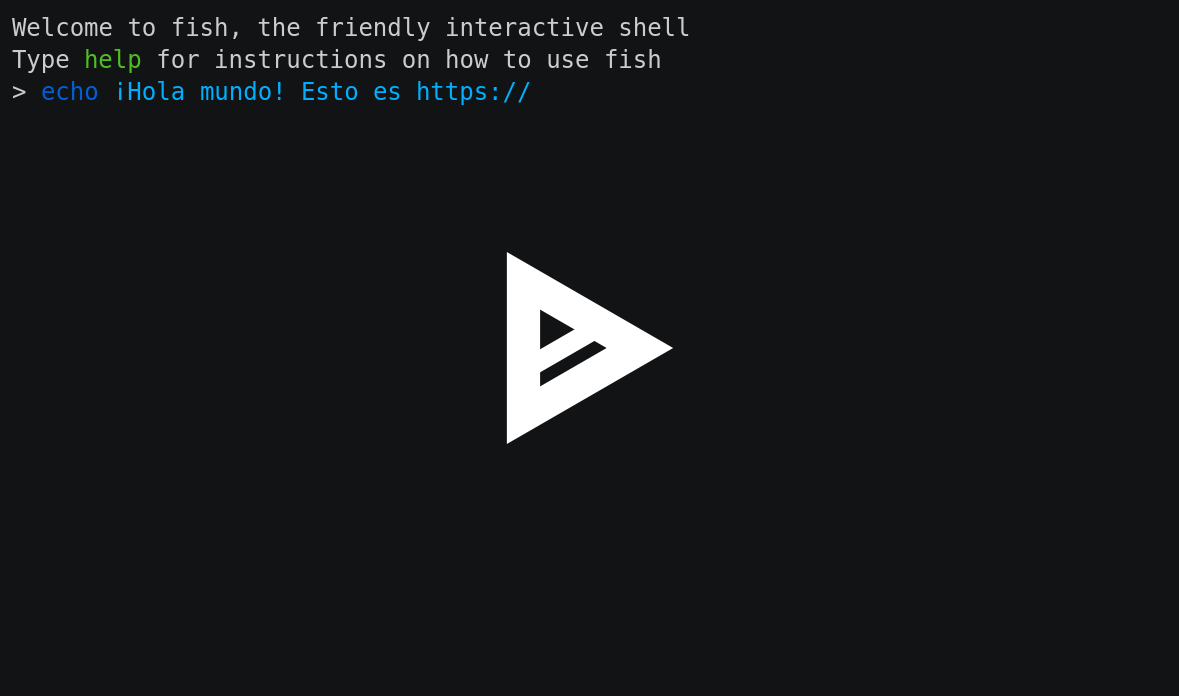 Welcome to fish, the friendly interactive shell
Type help for instructions on how to use fish
> echo ¡Hola mundo! Esto es https://